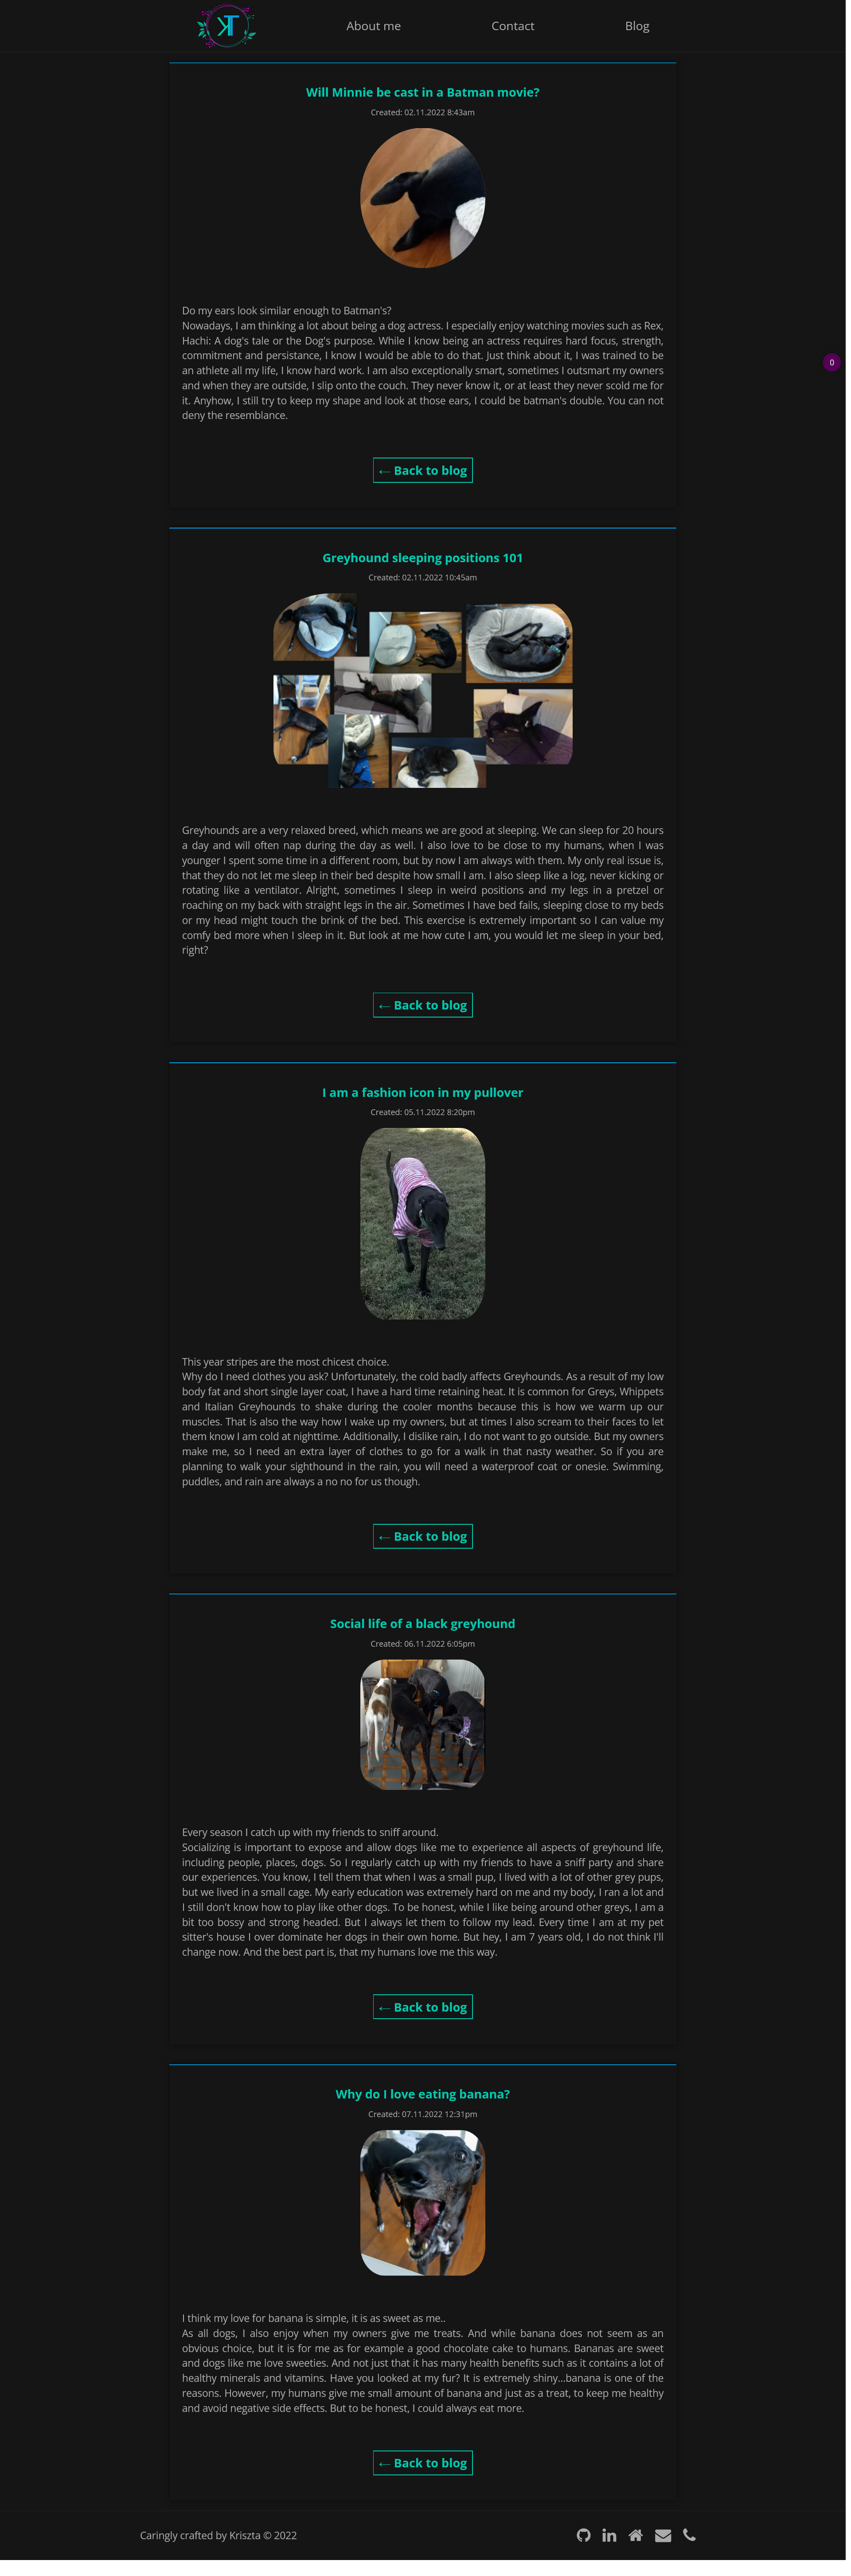 KT
About me
Contact
Blog
Will Minnie be cast in a Batman movie?
Created: 02.11.2022 8:43am
Do my ears look similar enough to Batman's?
Nowadays, I am thinking a lot about being a dog actress. I especially enjoy watching movies such as Rex,
Hachi: A dog's tale or the Dog's purpose. While I know being an actress requires hard focus, strength,
commitment and persistance, I know I would be able to do that. Just think about it, I was trained to be
an athlete all my life, I know hard work. I am also exceptionally smart, sometimes I outsmart my owners
and when they are outside, I slip onto the couch. They never know it, or at least they never scold me for
it. Anyhow, I still try to keep my shape and look at those ears, I could be batman's double. You can not
deny the resemblance.
0
← Back to blog
Greyhound sleeping positions 101
Created: 02.11.2022 10:45am
Greyhounds are a very relaxed breed, which means we are good at sleeping. We can sleep for 20 hours
a day and will often nap during the day as well. I also love to be close to my humans, when I was
younger I spent some time in a different room, but by now I am always with them. My only real issue is,
that they do not let me sleep in their bed despite how small I am. I also sleep like a log, never kicking or
rotating like a ventilator. Alright, sometimes I sleep in weird positions and my legs in a pretzel or
roaching on my back with straight legs in the air. Sometimes I have bed fails, sleeping close to my beds
or my head might touch the brink of the bed. This exercise is extremely important so I can value my
comfy bed more when I sleep in it. But look at me how cute I am, you would let me sleep in your bed,
right?
← Back to blog
I am a fashion icon in my pullover
Created: 05.11.2022 8:20pm
This year stripes are the most chicest choice.
Why do I need clothes you ask? Unfortunately, the cold badly affects Greyhounds. As a result of my low
body fat and short single layer coat, I have a hard time retaining heat. It is common for Greys, Whippets
and Italian Greyhounds to shake during the cooler months because this is how we warm up our
muscles. That is also the way how I wake up my owners, but at times I also scream to their faces to let
them know I am cold at nighttime. Additionally, I dislike rain, I do not want to go outside. But my owners
make me, so I need an extra layer of clothes to go for a walk in that nasty weather. So if you are
planning to walk your sighthound in the rain, you will need a waterproof coat or onesie. Swimming,
puddles, and rain are always a no no for us though.
← Back to blog
Social life of a black greyhound
Created: 06.11.2022 6:05pm
Every season I catch up with my friends to sniff around.
Socializing is important to expose and allow dogs like me to experience all aspects of greyhound life,
including people, places, dogs. So I regularly catch up with my friends to have a sniff party and share
our experiences. You know, I tell them that when I was a small pup, I lived with a lot of other grey pups,
but we lived in a small cage. My early education was extremely hard on me and my body, I ran a lot and
I still don't know how to play like other dogs. To be honest, while I like being around other greys, I am a
bit too bossy and strong headed. But I always let them to follow my lead. Every time I am at my pet
sitter's house I over dominate her dogs in their own home. But hey, I am 7 years old, I do not think I'll
change now. And the best part is, that my humans love me this way.
← Back to blog
Why do I love eating banana?
Created: 07.11.2022 12:31pm
I think my love for banana is simple, it is as sweet as me..
As all dogs, I also enjoy when my owners give me treats. And while banana does not seem as an
obvious choice, but it is for me as for example a good chocolate cake to humans. Bananas are sweet
and dogs like me love sweeties. And not just that it has many health benefits such as it contains a lot of
healthy minerals and vitamins. Have you looked at my fur? It is extremely shiny...banana is one of the
reasons. However, my humans give me small amount of banana and just as a treat, to keep me healthy
and avoid negative side effects. But to be honest, I could always eat more.
← Back to blog
Caringly crafted by Kriszta © 2022
in